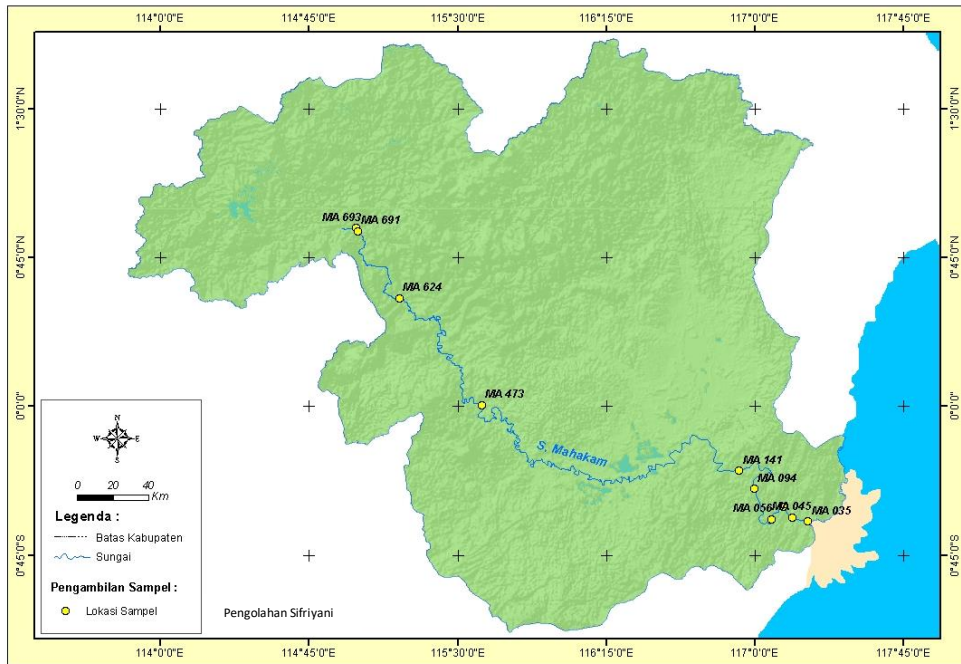 114°0'0"E 114°45'0"E 115°30'0"E 116°15'0"E 117°0'0"E 117°45'0"E
1°30'0"N 1°30'0"N
MA 693 MA 691
0°45'0"N 0°45'0"N
MA 624
MA 473
0°0'0" 0°0'0"
S. Mahakam
MA 141
MA 094
MA 056 MA 045 MA 035
0°45'0"S 0°45'0"S
N
W E
S
0 20 40
Km
Legenda :
Batas Kabupaten
Sungai
Pengambilan Sampel :
Lokasi Sampel
Pengolahan Sifriyani
114°0'0"E 114°45'0"E 115°30'0"E 116°15'0"E 117°0'0"E 117°45'0"E